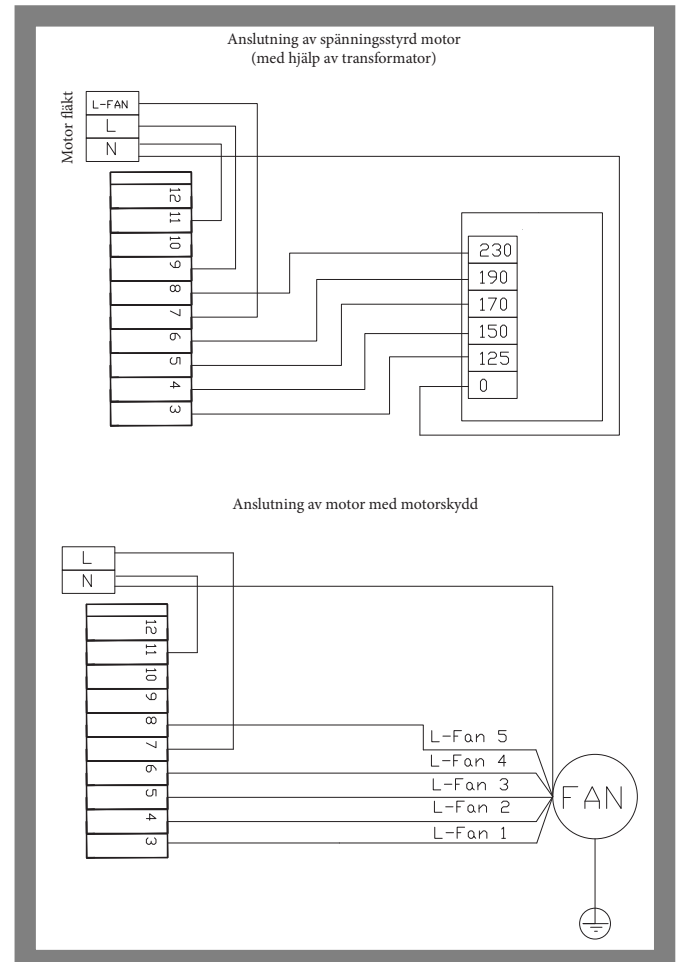 Anslutning av spänningsstyrd motor
(med hjälp av transformator)
Motor fläkt
L-FAN
L
N
12
11
10
9
8
7
6
5
4
3
230
190
170
150
125
0
Anslutning av motor med motorskydd
L
N
12
11
10
9
8
7
6
5
4
3
L-Fan 5
L-Fan 4
L-Fan 3
L-Fan 2
L-Fan 1
FAN